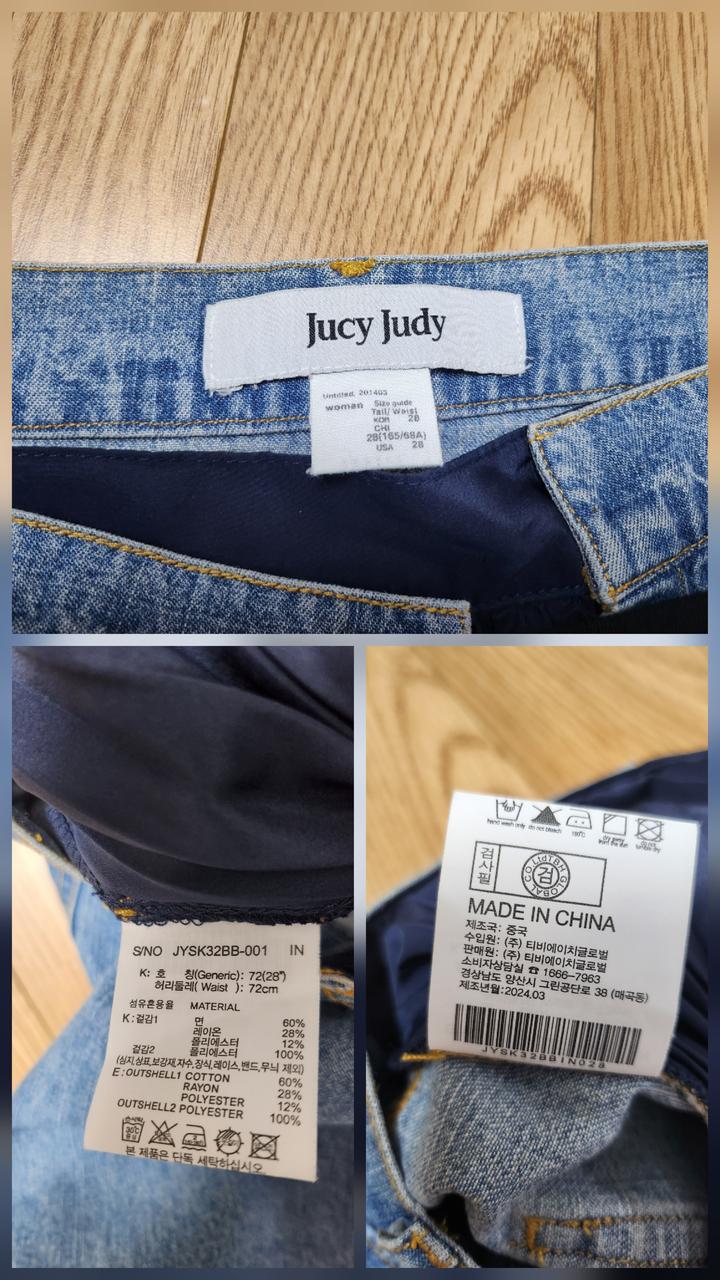 Jucy Judy
Untitled, 201403
woman Size guide
Tall/ Waist
KOR 28
CHI
28(165/68A)
USA 28
S/NO JYSK32BB-001 IN
K: 호 칭(Generic): 72(28")
허리둘레( Waist ): 72cm
섬유혼용율 MATERIAL
K:겉감1 면 60%
레이온 28%
폴리에스터 12%
겉감2 폴리에스터 100%
(심지,상표,보강재,자수,장식,레이스,밴드,무늬 제외)
E:OUTSHELL1 COTTON 60%
RAYON 28%
POLYESTER 12%
OUTSHELL2 POLYESTER 100%
30℃
본 제품은 단독 세탁하십시오
hand wash only do not bleach 180℃ dry away from the sun do not tumble dry
검사필
CO.Ltd TBH GLOBAL
검
MADE IN CHINA
제조국: 중국
수입원: (주) 티비에이치글로벌
판매원: (주) 티비에이치글로벌
소비자상담실 ☎ 1666-7963
경상남도 양산시 그린공단로 38 (매곡동)
제조년월:2024.03
JYSK32BBIN028